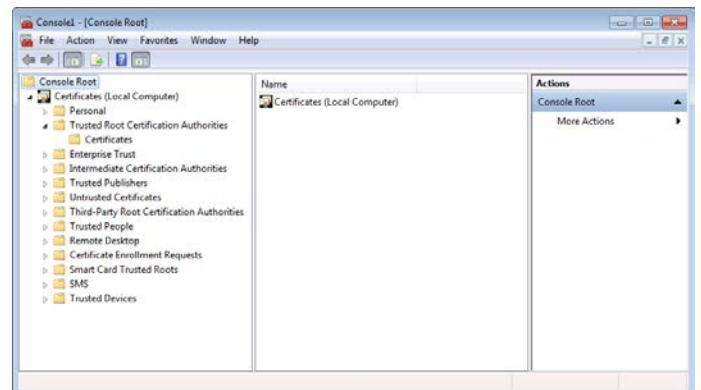 Console1 - [Console Root]
File Action View Favorites Window Help
Console Root
Certificates (Local Computer)
Personal
Trusted Root Certification Authorities
Certificates
Enterprise Trust
Intermediate Certification Authorities
Trusted Publishers
Untrusted Certificates
Third-Party Root Certification Authorities
Trusted People
Remote Desktop
Certificate Enrollment Requests
Smart Card Trusted Roots
SMS
Trusted Devices
Name
Certificates (Local Computer)
Actions
Console Root
More Actions